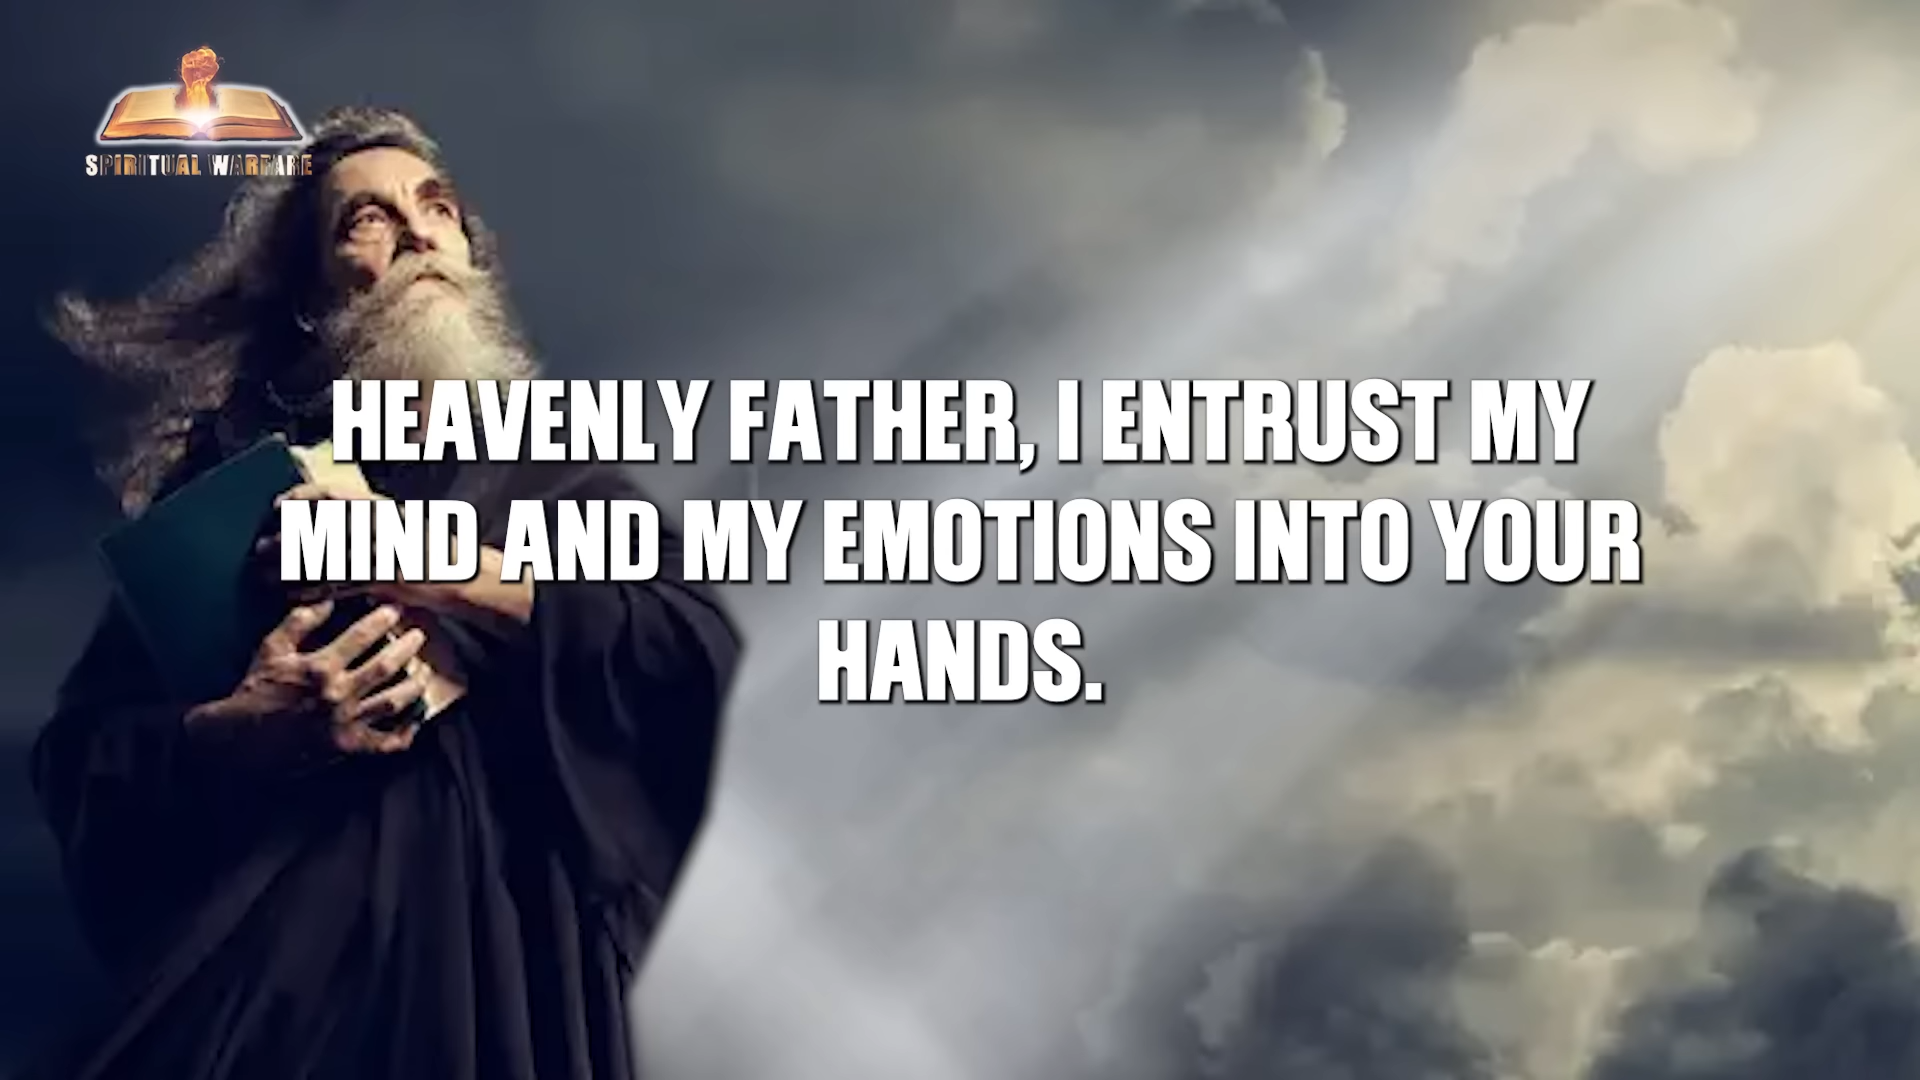 SPIRITUAL WARFARE
HEAVENLY FATHER, I ENTRUST MY
MIND AND MY EMOTIONS INTO YOUR
HANDS.